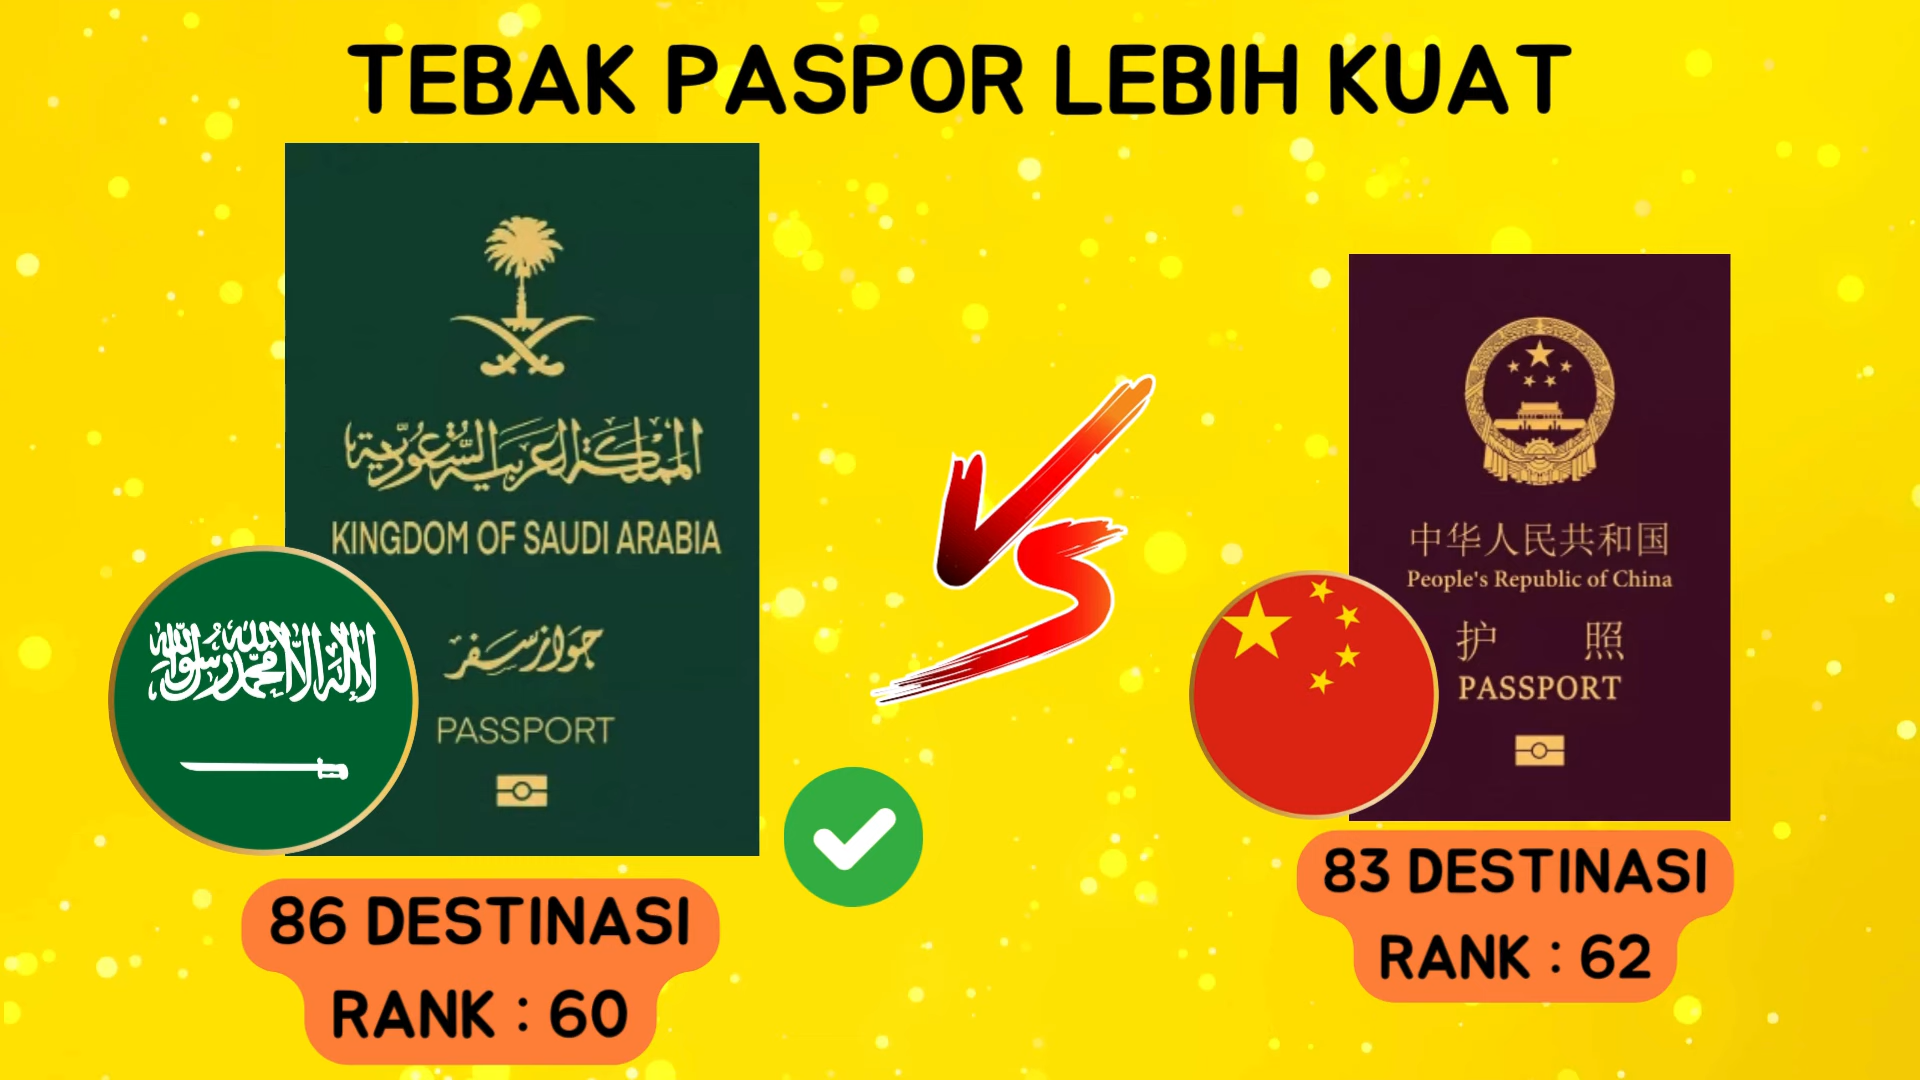 TEBAK PASPOR LEBIH KUAT
المملكة العربية السعودية
KINGDOM OF SAUDI ARABIA
جواز سفر
PASSPORT
لا إله إلا الله محمد رسول الله
86 DESTINASI
RANK : 60
VS
中华人民共和国
People's Republic of China
护 照
PASSPORT
83 DESTINASI
RANK : 62